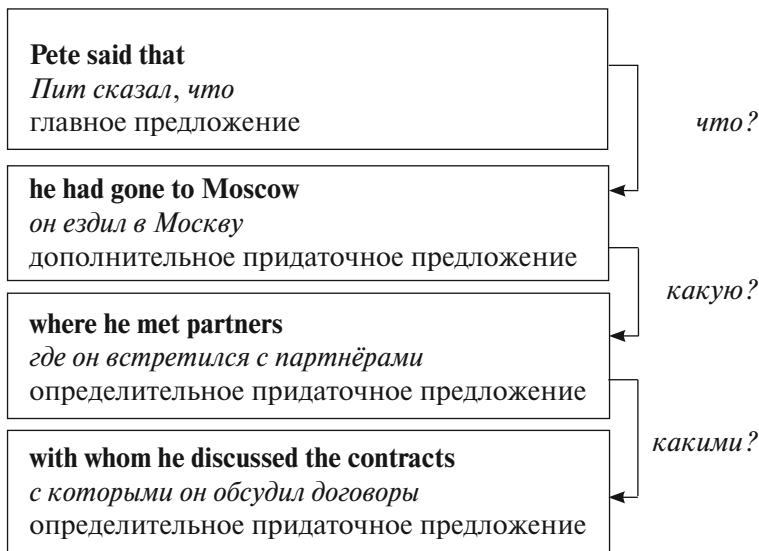 Pete said that
Пит сказал, что
главное предложение
что?
he had gone to Moscow
он ездил в Москву
дополнительное придаточное предложение
какую?
where he met partners
где он встретился с партнёрами
определительное придаточное предложение
какими?
with whom he discussed the contracts
с которыми он обсудил договоры
определительное придаточное предложение